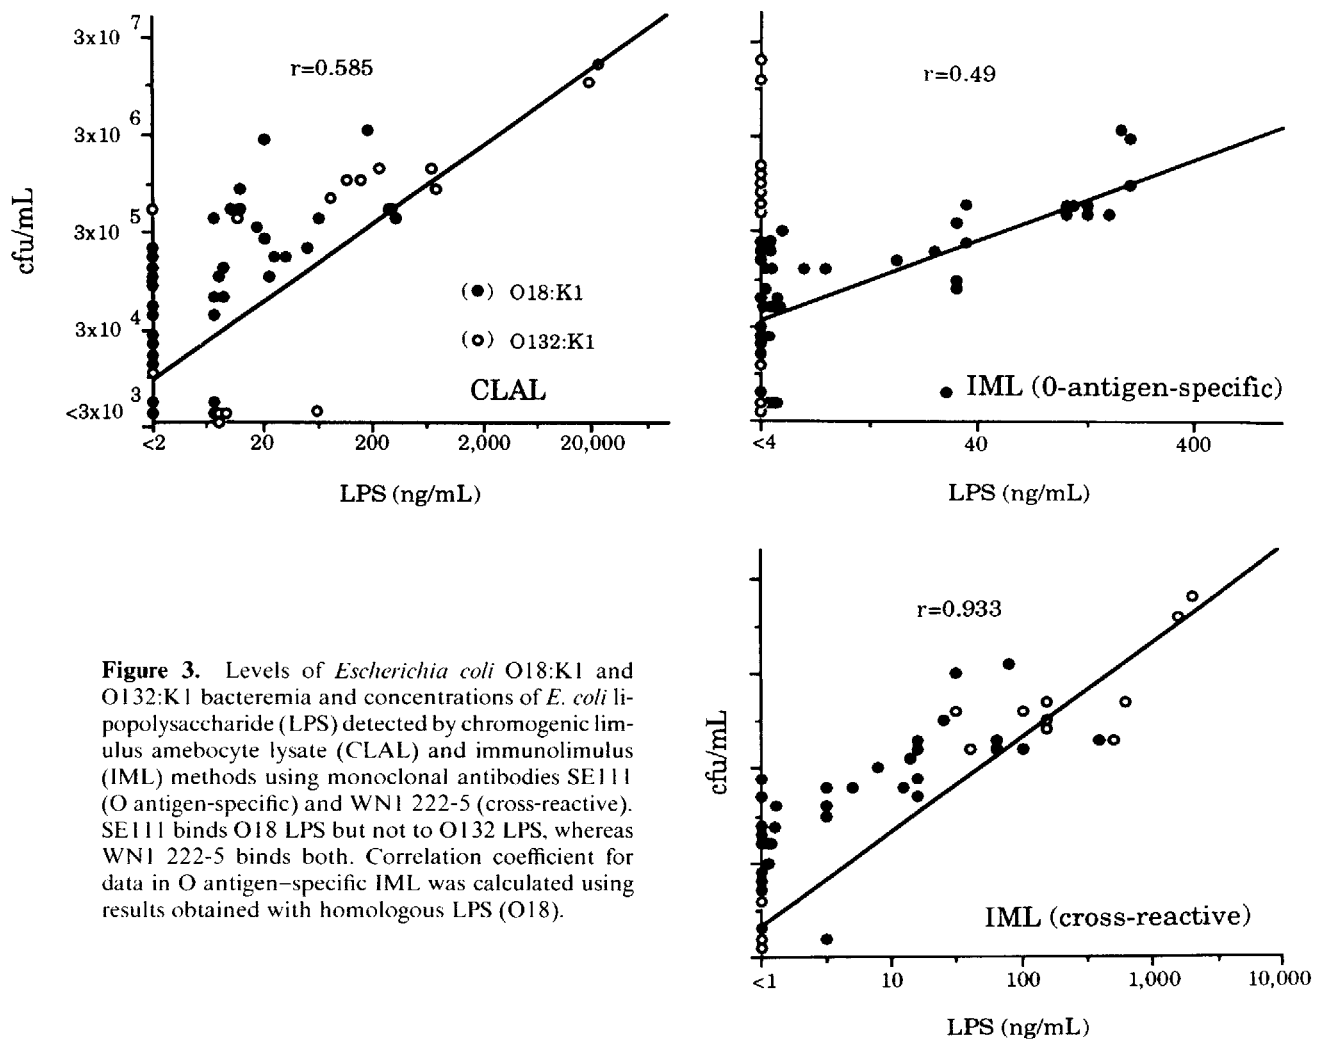 r=0.585
3x10 7
3x10 6
3x10 5
3x10 4
<3x10 3
cfu/mL
(●) O18:K1
(o) O132:K1
CLAL
<2 20 200 2,000 20,000
LPS (ng/mL)
r=0.49
IML (0-antigen-specific)
<4 40 400
LPS (ng/mL)
r=0.933
cfu/mL
IML (cross-reactive)
<1 10 100 1,000 10,000
LPS (ng/mL)
Figure 3. Levels of Escherichia coli O18:K1 and
O132:K1 bacteremia and concentrations of E. coli li-
popolysaccharide (LPS) detected by chromogenic lim-
ulus amebocyte lysate (CLAL) and immunolimulus
(IML) methods using monoclonal antibodies SE111
(O antigen-specific) and WN1 222-5 (cross-reactive).
SE111 binds O18 LPS but not to O132 LPS, whereas
WN1 222-5 binds both. Correlation coefficient for
data in O antigen–specific IML was calculated using
results obtained with homologous LPS (O18).